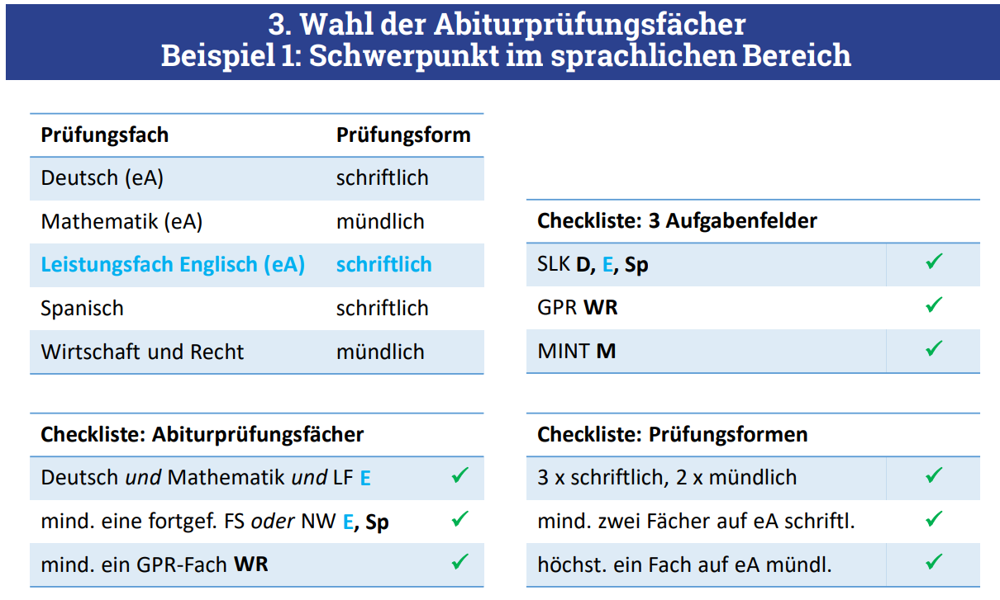 3. Wahl der Abiturprüfungsfächer
Beispiel 1: Schwerpunkt im sprachlichen Bereich
Prüfungsfach Prüfungsform
Deutsch (eA) schriftlich
Mathematik (eA) mündlich
Leistungsfach Englisch (eA) schriftlich
Spanisch schriftlich
Wirtschaft und Recht mündlich
Checkliste: 3 Aufgabenfelder
SLK D, E, Sp ✓
GPR WR ✓
MINT M ✓
Checkliste: Abiturprüfungsfächer
Deutsch und Mathematik und LF E ✓
mind. eine fortgef. FS oder NW E, Sp ✓
mind. ein GPR-Fach WR ✓
Checkliste: Prüfungsformen
3 x schriftlich, 2 x mündlich ✓
mind. zwei Fächer auf eA schriftl. ✓
höchst. ein Fach auf eA mündl. ✓